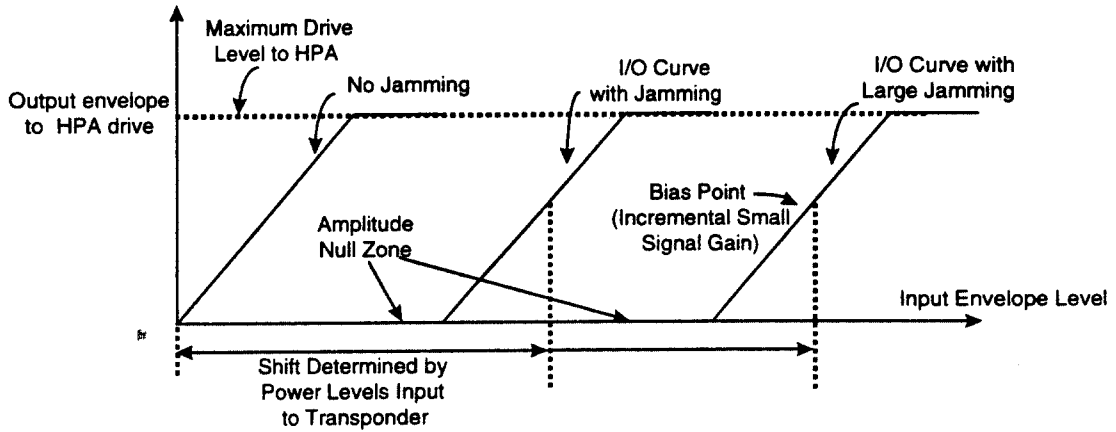 Maximum Drive
Level to HPA
No Jamming
I/O Curve
with Jamming
I/O Curve with
Large Jamming
Output envelope
to HPA drive
Bias Point
(Incremental Small
Signal Gain)
Amplitude
Null Zone
Input Envelope Level
Shift Determined by
Power Levels Input
to Transponder